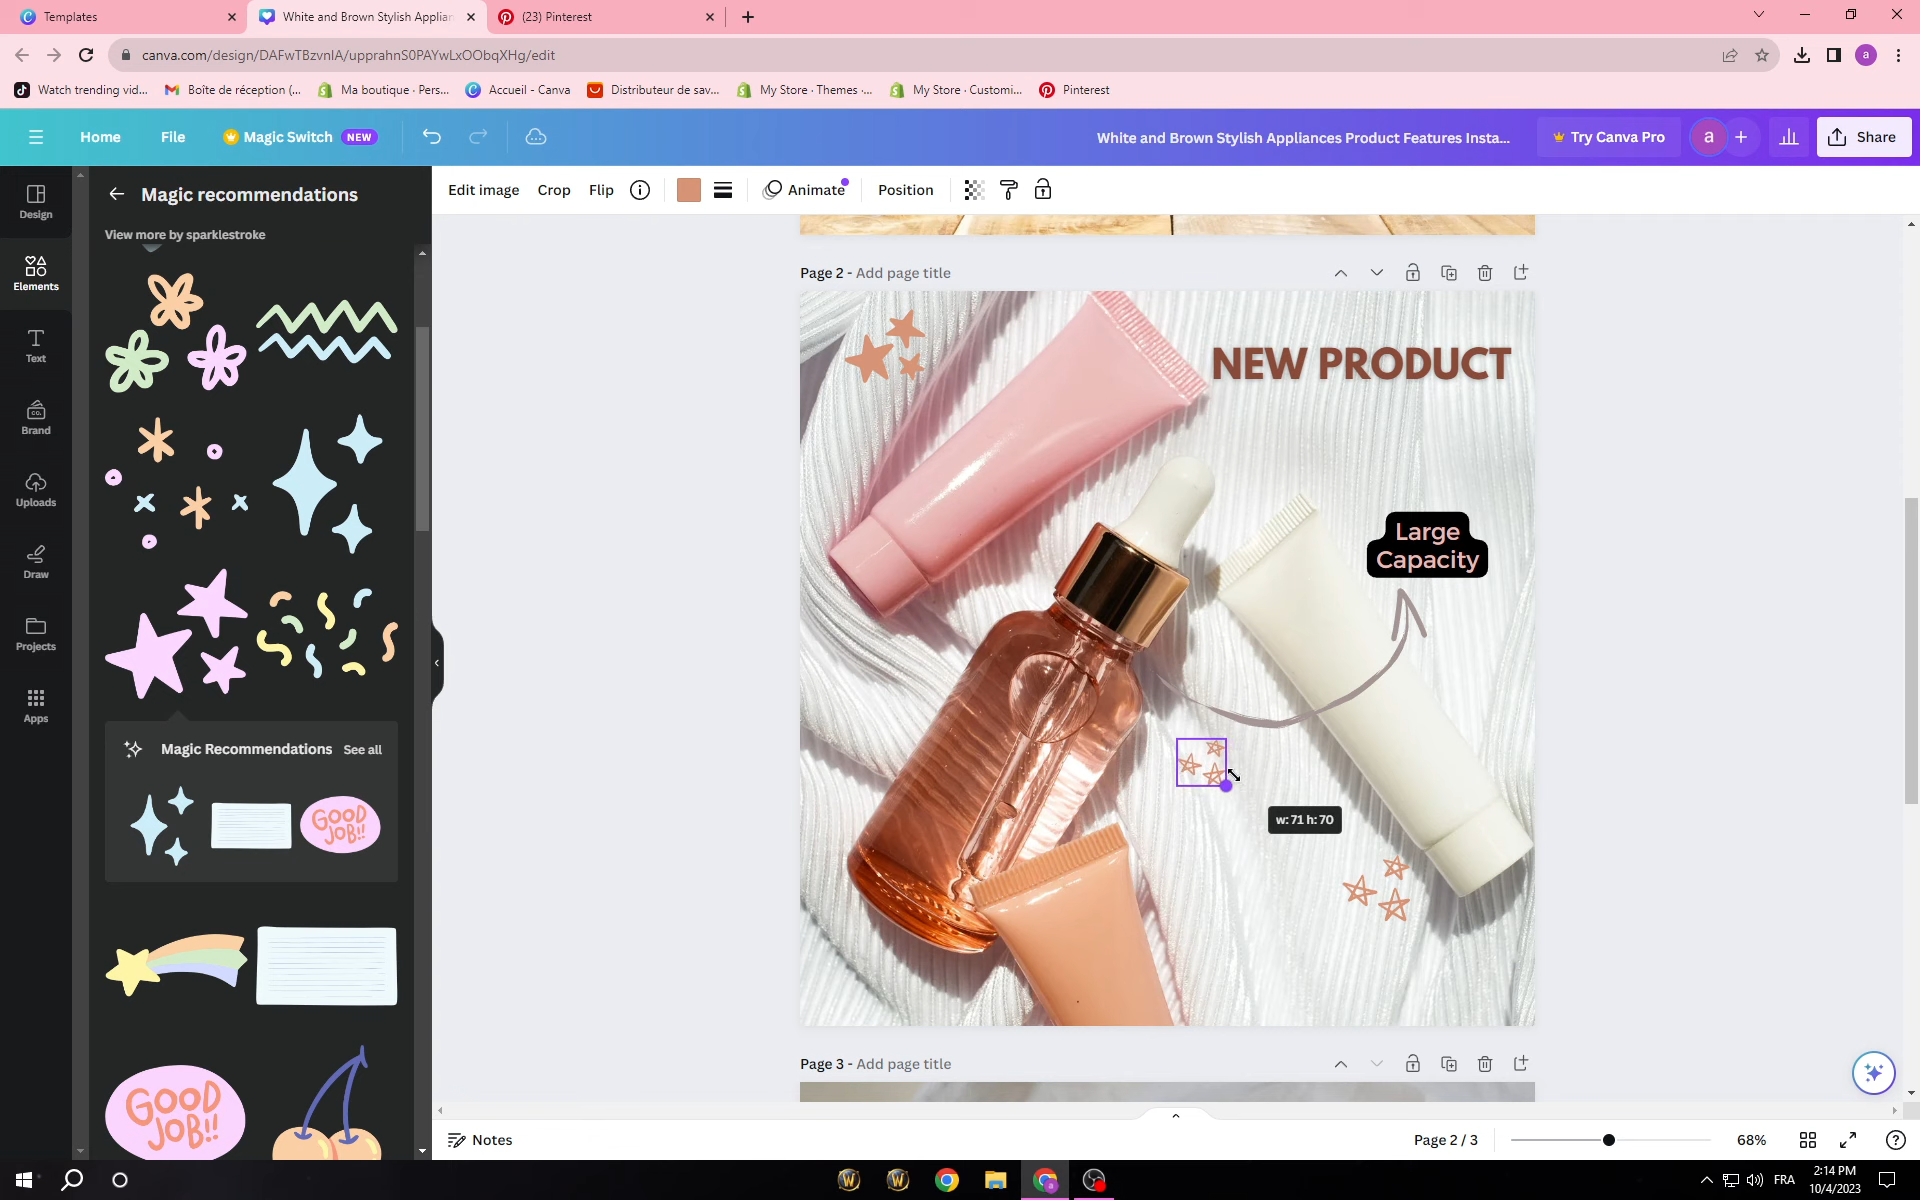 Templates
White and Brown Stylish Applian
(23) Pinterest
canva.com/design/DAFwTBzvnIA/upprahnS0PAYwLxOObqXHg/edit
a
Watch trending vid...
Boîte de réception (...
Ma boutique · Pers...
Accueil - Canva
Distributeur de sav...
My Store · Themes ·...
My Store · Customi...
Pinterest
Home
File
Magic Switch
NEW
White and Brown Stylish Appliances Product Features Insta...
Try Canva Pro
a
Share
Design
Elements
Text
Brand
Uploads
Draw
Projects
Apps
Magic recommendations
View more by sparklestroke
Magic Recommendations
See all
GOOD
JOB!!
GOOD
JOB!!
Edit image
Crop
Flip
Animate
Position
Page 2 - Add page title
NEW PRODUCT
Large
Capacity
w: 71 h: 70
Page 3 - Add page title
Notes
Page 2 / 3
68%
FRA
2:14 PM
10/4/2023